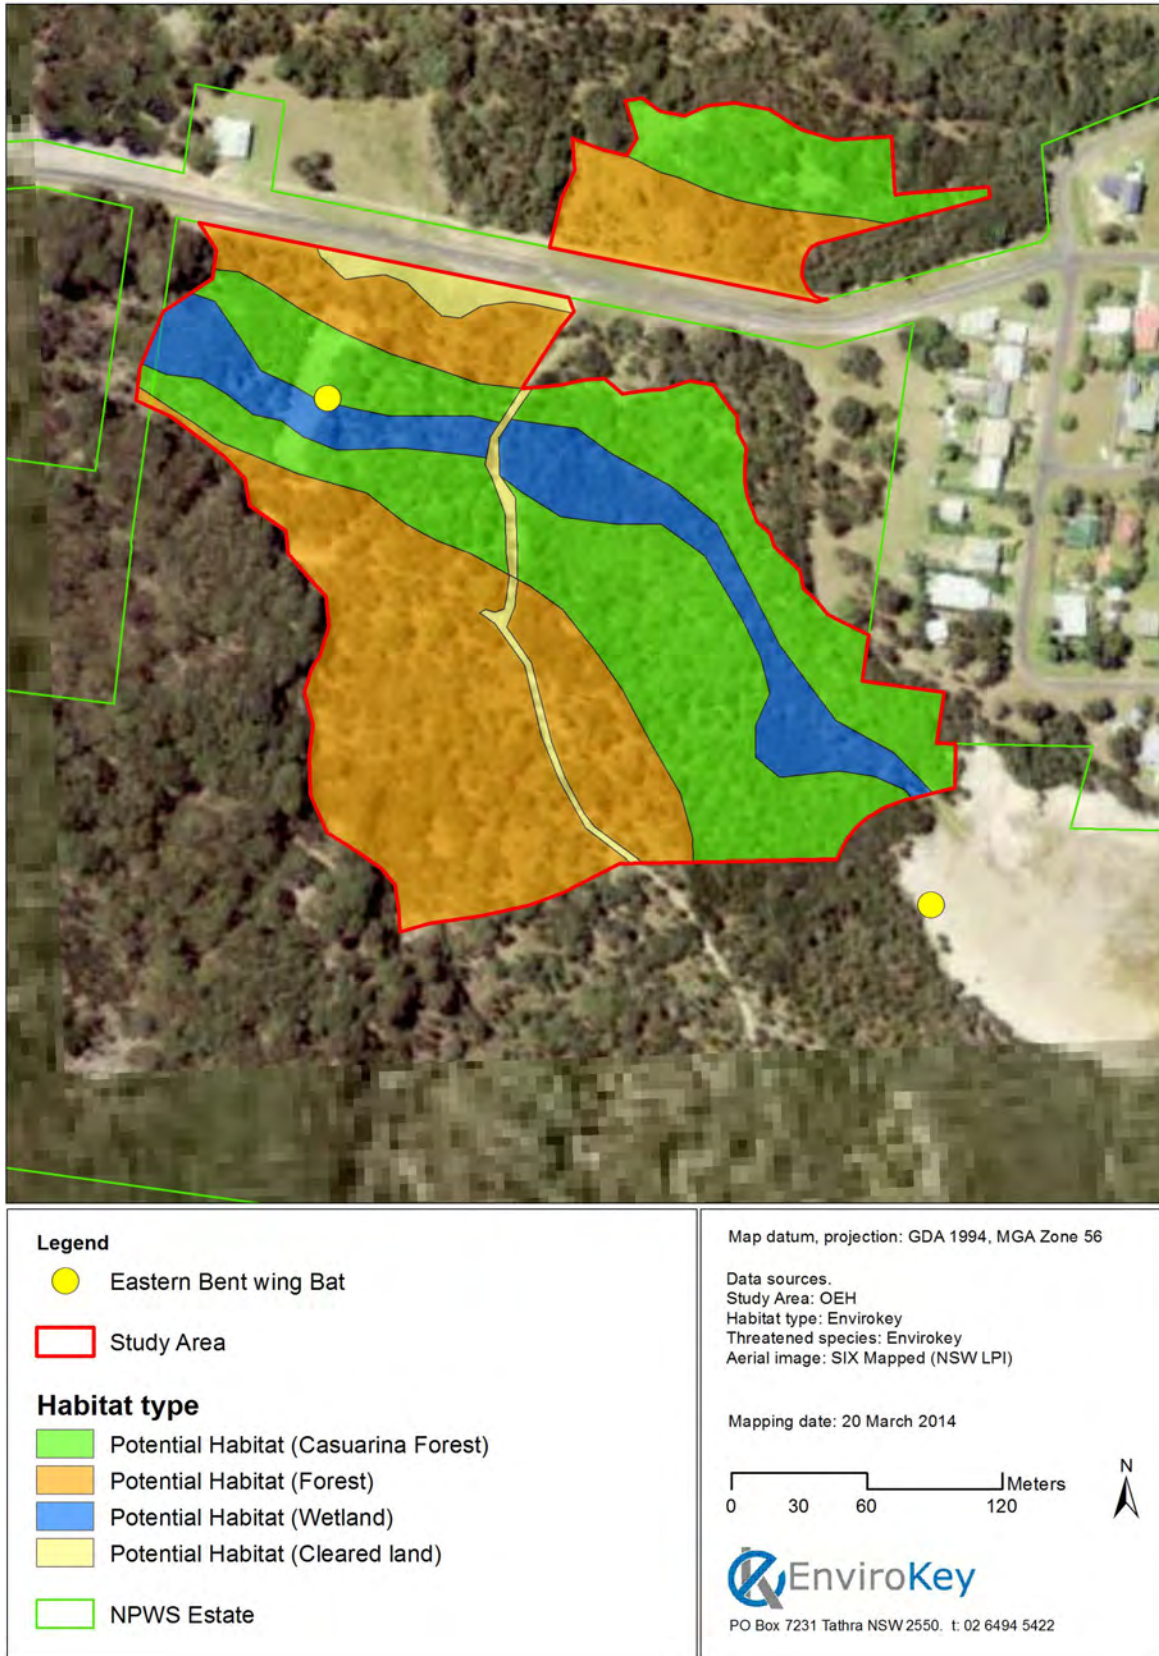 Legend
Eastern Bent wing Bat
Study Area
Habitat type
Potential Habitat (Casuarina Forest)
Potential Habitat (Forest)
Potential Habitat (Wetland)
Potential Habitat (Cleared land)
NPWS Estate
Map datum, projection: GDA 1994, MGA Zone 56
Data sources.
Study Area: OEH
Habitat type: Envirokey
Threatened species: Envirokey
Aerial image: SIX Mapped (NSW LPI)
Mapping date: 20 March 2014
Meters
0 30 60 120
N
EnviroKey
PO Box 7231 Tathra NSW 2550. t: 02 6494 5422